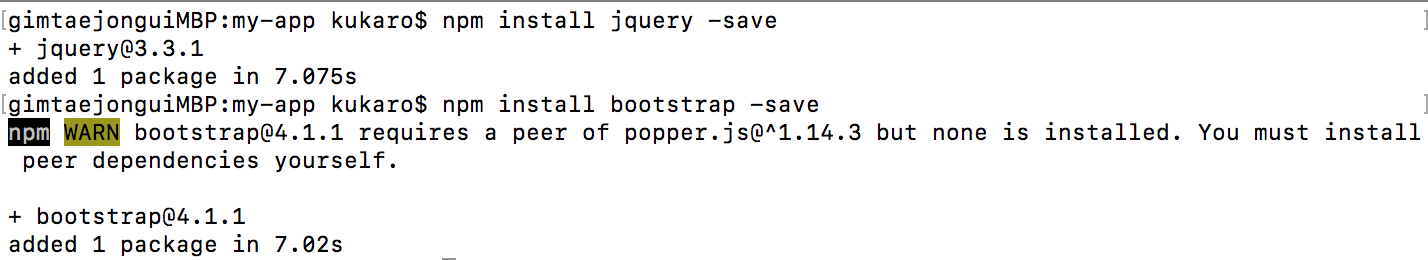 [gimtaejonguiMBP:my-app kukaro$ npm install jquery -save ]
+ jquery@3.3.1
added 1 package in 7.075s
[gimtaejonguiMBP:my-app kukaro$ npm install bootstrap -save ]
npm WARN bootstrap@4.1.1 requires a peer of popper.js@^1.14.3 but none is installed. You must install
 peer dependencies yourself.
+ bootstrap@4.1.1
added 1 package in 7.02s